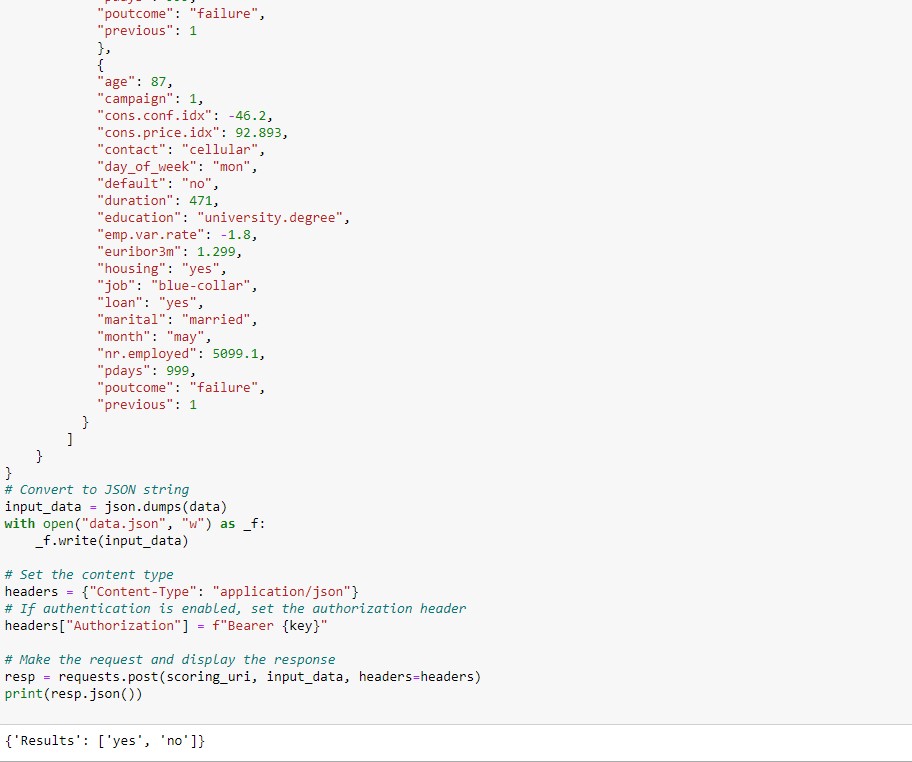 "poutcome": "failure",
"previous": 1
},
{
"age": 87,
"campaign": 1,
"cons.conf.idx": -46.2,
"cons.price.idx": 92.893,
"contact": "cellular",
"day_of_week": "mon",
"default": "no",
"duration": 471,
"education": "university.degree",
"emp.var.rate": -1.8,
"euribor3m": 1.299,
"housing": "yes",
"job": "blue-collar",
"loan": "yes",
"marital": "married",
"month": "may",
"nr.employed": 5099.1,
"pdays": 999,
"poutcome": "failure",
"previous": 1
}
]
}
}
# Convert to JSON string
input_data = json.dumps(data)
with open("data.json", "w") as _f:
    _f.write(input_data)

# Set the content type
headers = {"Content-Type": "application/json"}
# If authentication is enabled, set the authorization header
headers["Authorization"] = f"Bearer {key}"

# Make the request and display the response
resp = requests.post(scoring_uri, input_data, headers=headers)
print(resp.json())
{'Results': ['yes', 'no']}